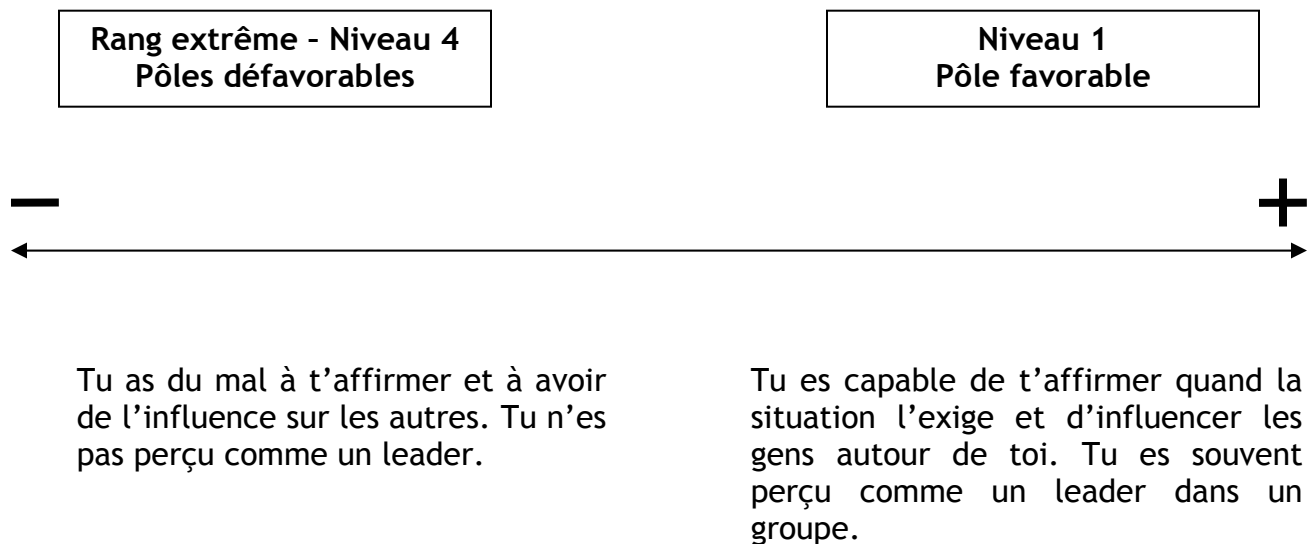 Rang extrême – Niveau 4
Pôles défavorables
Niveau 1
Pôle favorable
–
+
Tu as du mal à t’affirmer et à avoir
de l’influence sur les autres. Tu n’es
pas perçu comme un leader.
Tu es capable de t’affirmer quand la
situation l’exige et d’influencer les
gens autour de toi. Tu es souvent
perçu comme un leader dans un
groupe.